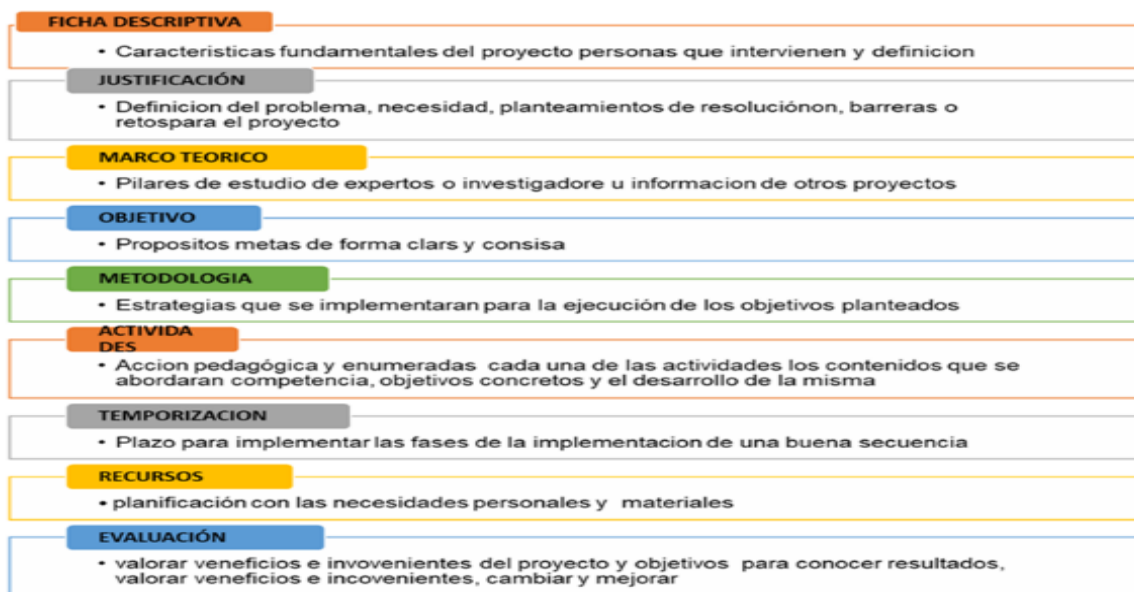 FICHA DESCRIPTIVA
• Caracteristicas fundamentales del proyecto personas que intervienen y definicion
JUSTIFICACIÓN
• Definicion del problema, necesidad, planteamientos de resoluciónon, barreras o
retospara el proyecto
MARCO TEORICO
• Pilares de estudio de expertos o investigadore u informacion de otros proyectos
OBJETIVO
• Propositos metas de forma clars y consisa
METODOLOGIA
• Estrategias que se implementaran para la ejecución de los objetivos planteados
ACTIVIDA
DES
• Accion pedagógica y enumeradas cada una de las actividades los contenidos que se
abordaran competencia, objetivos concretos y el desarrollo de la misma
TEMPORIZACION
• Plazo para implementar las fases de la implementacion de una buena secuencia
RECURSOS
• planificación con las necesidades personales y materiales
EVALUACIÓN
• valorar veneficios e invovenientes del proyecto y objetivos para conocer resultados,
valorar veneficios e incovenientes, cambiar y mejorar